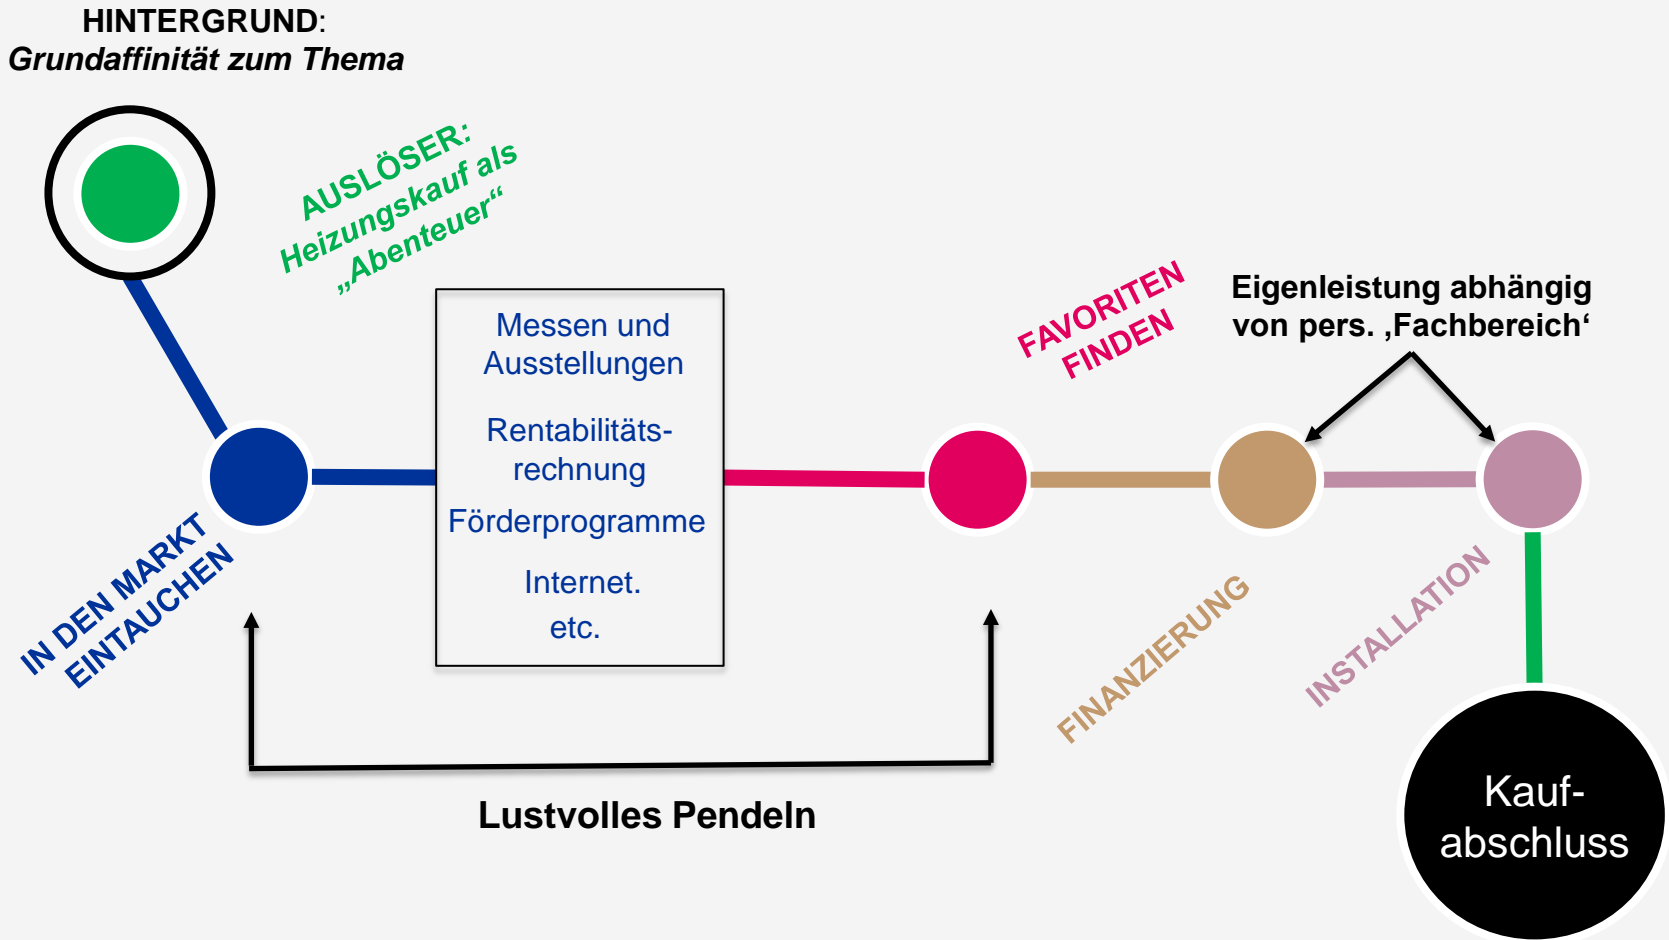 HINTERGRUND:
Grundaffinität zum Thema
AUSLÖSER:
Heizungskauf als
„Abenteuer“
IN DEN MARKT
EINTAUCHEN
Messen und
Ausstellungen
Rentabilitäts-
rechnung
Förderprogramme
Internet.
etc.
Lustvolles Pendeln
FAVORITEN
FINDEN
Eigenleistung abhängig
von pers. ‚Fachbereich‘
FINANZIERUNG
INSTALLATION
Kauf-
abschluss